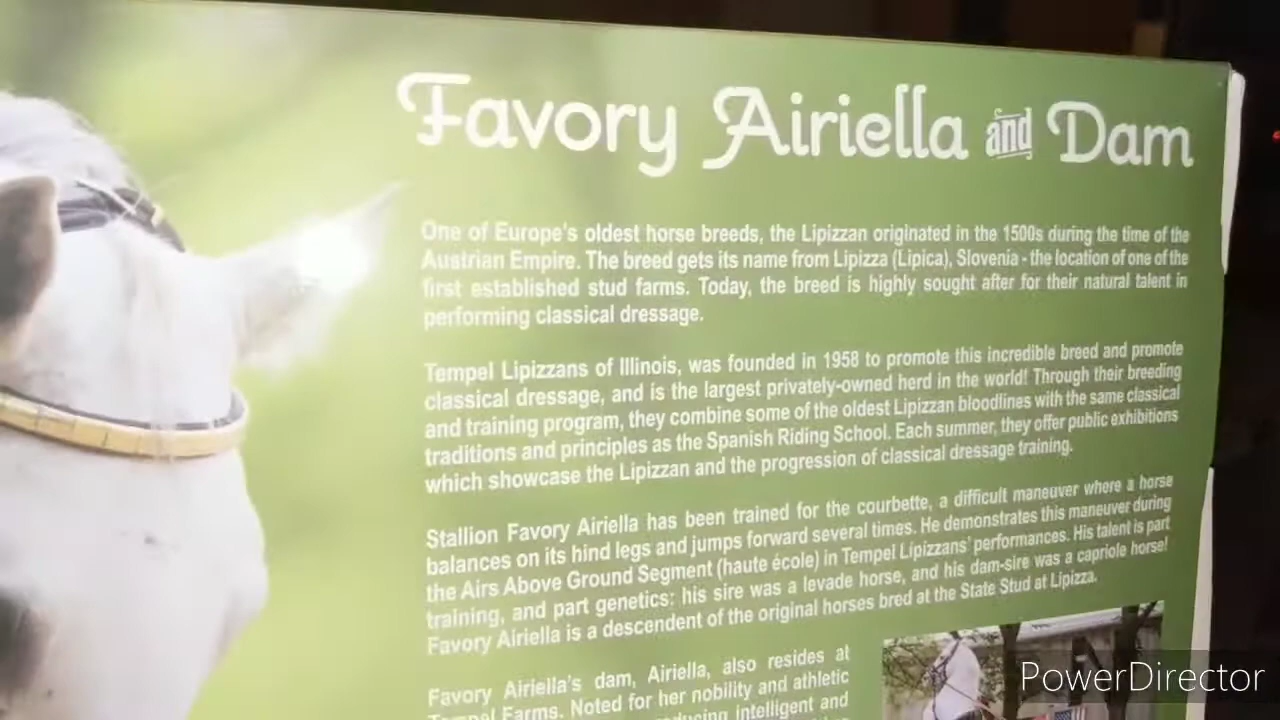 Favory Airiella and Dam
One of Europe's oldest horse breeds, the Lipizzan originated in the 1500s during the time of the
Austrian Empire. The breed gets its name from Lipizza (Lipica), Slovenia - the location of one of the
first established stud farms. Today, the breed is highly sought after for their natural talent in
performing classical dressage.
Tempel Lipizzans of Illinois, was founded in 1958 to promote this incredible breed and promote
classical dressage, and is the largest privately-owned herd in the world! Through their breeding
and training program, they combine some of the oldest Lipizzan bloodlines with the same classical
traditions and principles as the Spanish Riding School. Each summer, they offer public exhibitions
which showcase the Lipizzan and the progression of classical dressage training.
Stallion Favory Airiella has been trained for the courbette, a difficult maneuver where a horse
balances on its hind legs and jumps forward several times. He demonstrates this maneuver during
the Airs Above Ground Segment (haute école) in Tempel Lipizzans' performances. His talent is part
training, and part genetics: his sire was a levade horse, and his dam-sire was a capriole horse!
Favory Airiella is a descendent of the original horses bred at the State Stud at Lipizza.
Favory Airiella's dam, Airiella, also resides at
Tempel Farms. Noted for her nobility and athletic
intelligent and
PowerDirector